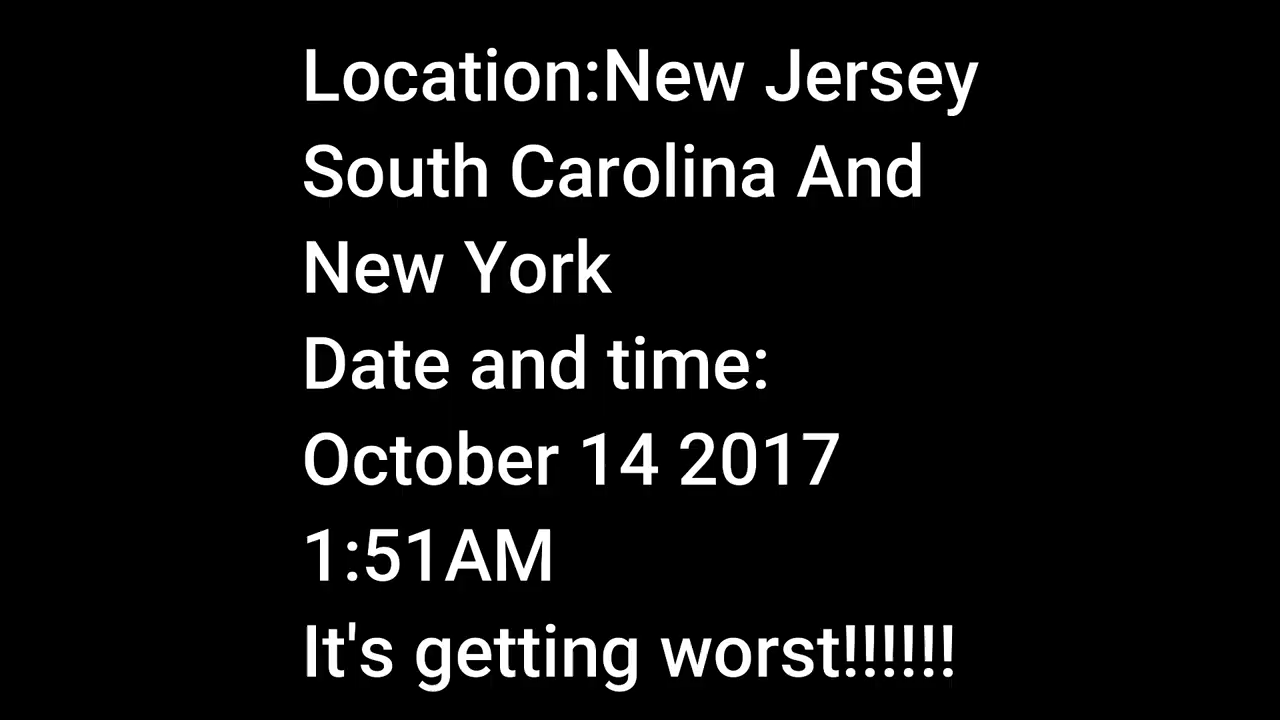 Location:New Jersey
South Carolina And
New York
Date and time:
October 14 2017
1:51AM
It's getting worst!!!!!!